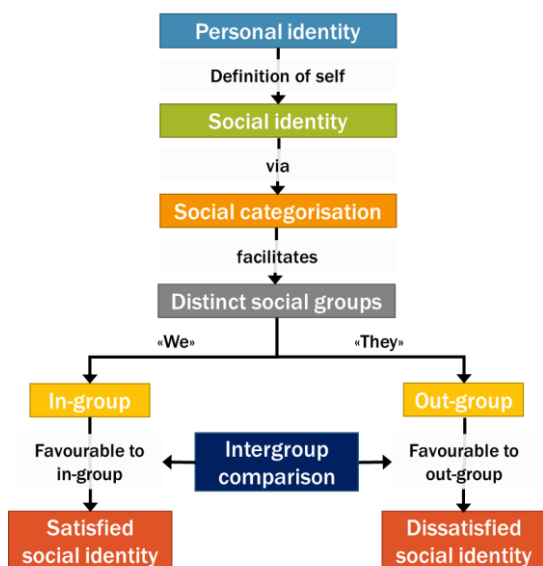 Personal identity
Definition of self
Social identity
via
Social categorisation
facilitates
Distinct social groups
«We»
«They»
In-group
Out-group
Favourable to
in-group
Intergroup
comparison
Favourable to
out-group
Satisfied
social identity
Dissatisfied
social identity